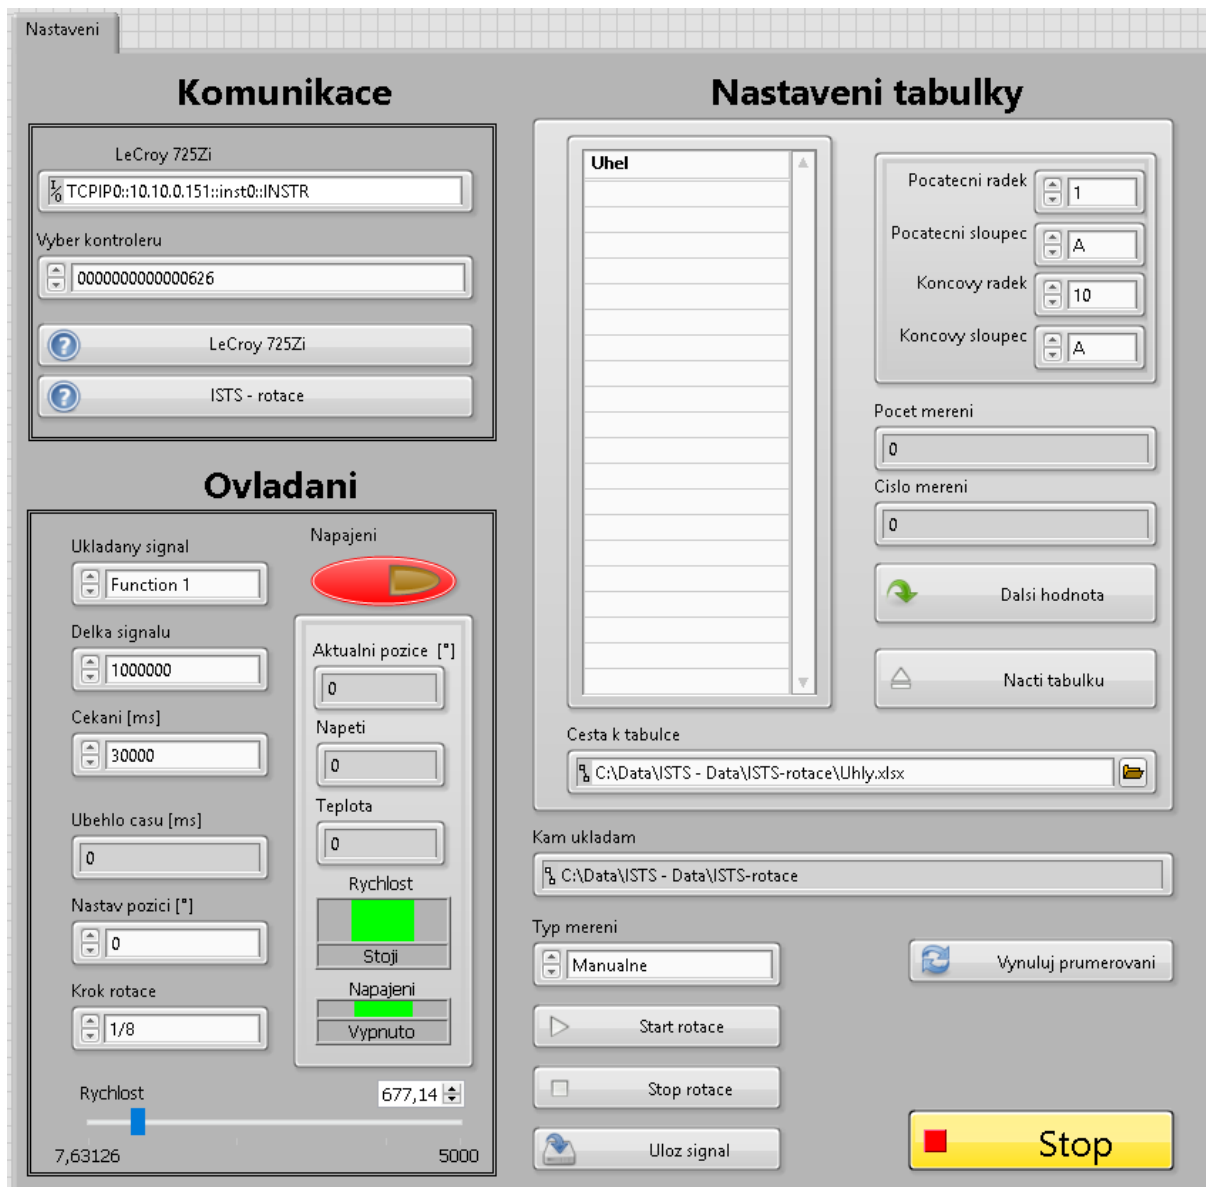 Nastaveni
Komunikace
LeCroy 725Zi
TCPIP0::10.10.0.151::inst0::INSTR
Vyber kontroleru
0000000000000626
LeCroy 725Zi
ISTS - rotace
Ovladani
Ukladany signal
Function 1
Delka signalu
1000000
Cekani [ms]
30000
Ubehlo casu [ms]
0
Nastav pozici [°]
0
Krok rotace
1/8
Napajeni
Aktualni pozice [°]
0
Napeti
0
Teplota
0
Rychlost
Stoji
Napajeni
Vypnuto
Rychlost
677,14
7,63126
5000
Nastaveni tabulky
Uhel
Pocatecni radek
1
Pocatecni sloupec
A
Koncovy radek
10
Koncovy sloupec
A
Pocet mereni
0
Cislo mereni
0
Dalsi hodnota
Nacti tabulku
Cesta k tabulce
C:\Data\ISTS - Data\ISTS-rotace\Uhly.xlsx
Kam ukladam
C:\Data\ISTS - Data\ISTS-rotace
Typ mereni
Manualne
Vynuluj prumerovani
Start rotace
Stop rotace
Uloz signal
Stop